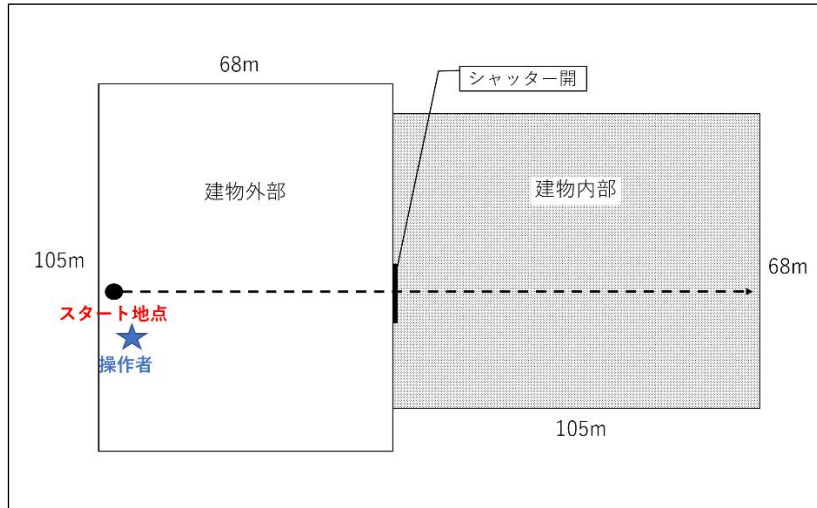 68m
シャッター開
建物外部
建物内部
105m
68m
スタート地点
操作者
105m